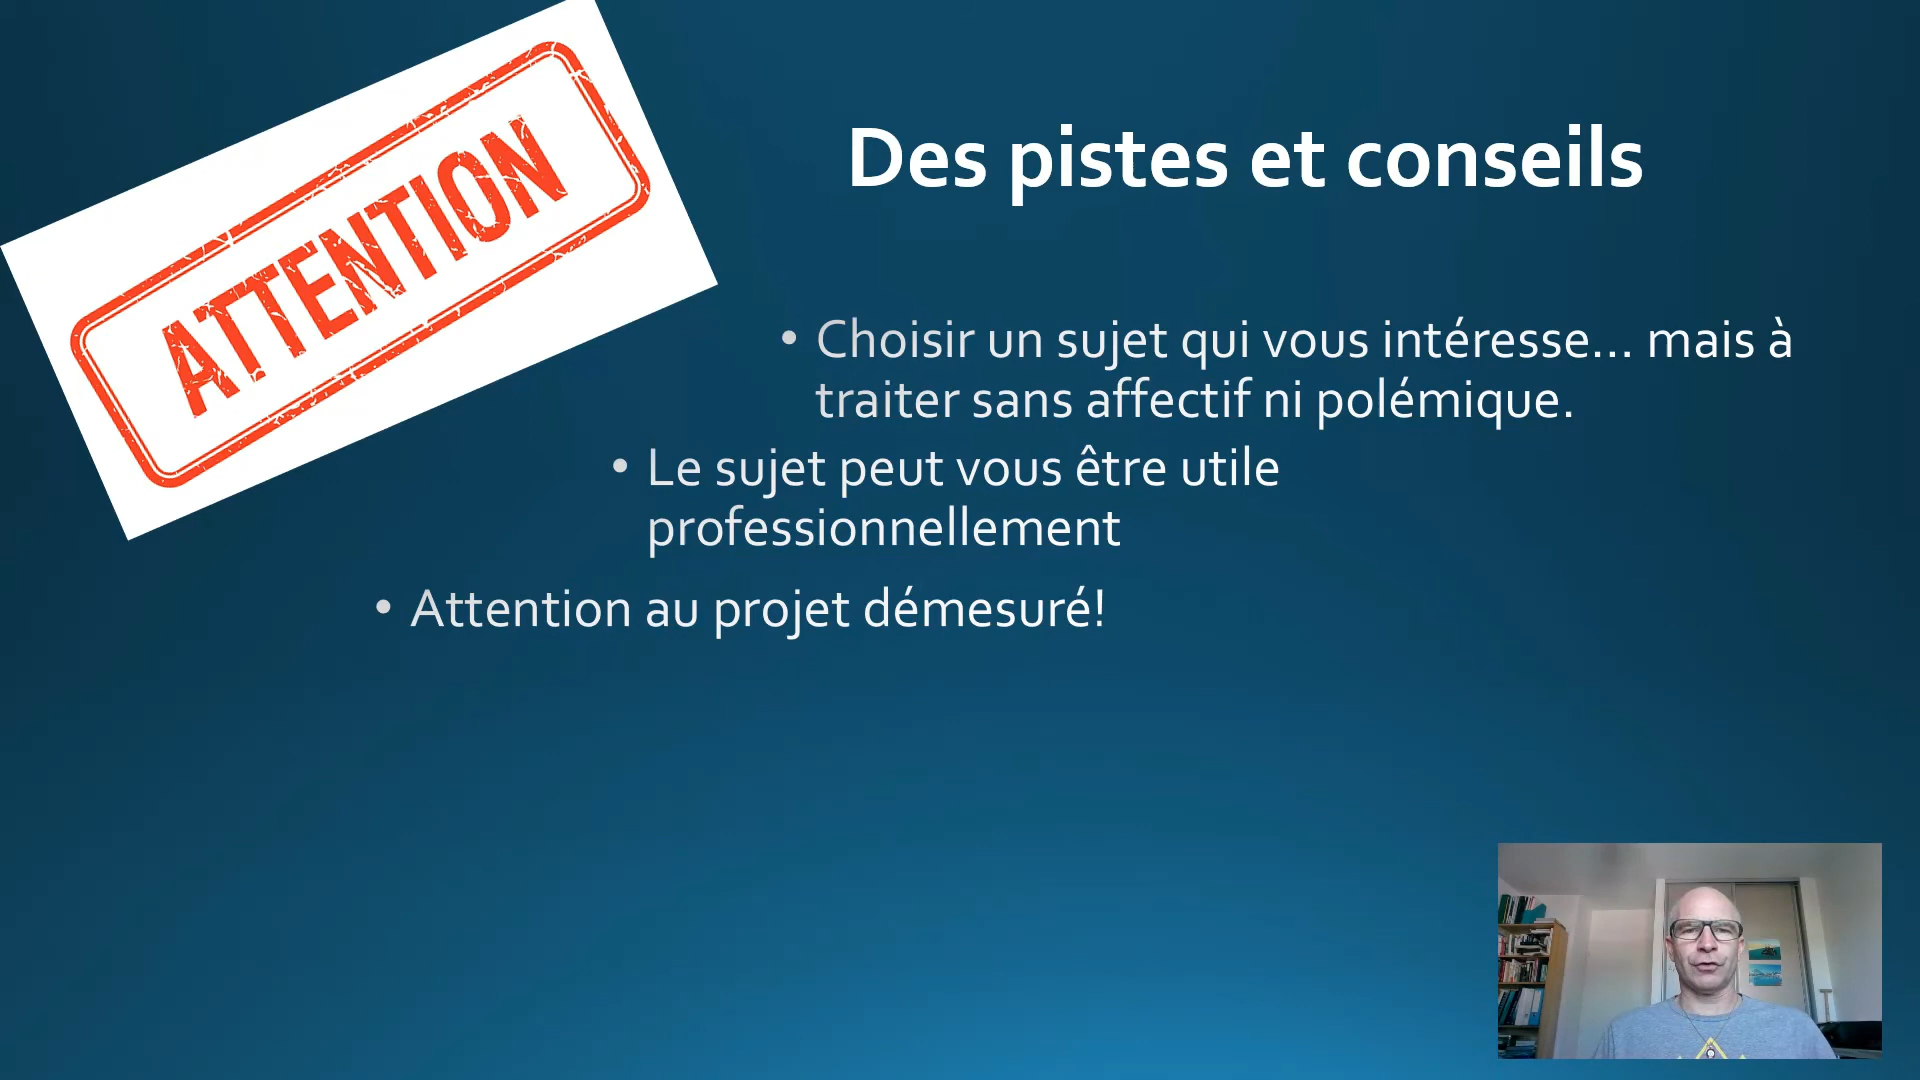 ATTENTION
Des pistes et conseils
• Choisir un sujet qui vous intéresse... mais à
traiter sans affectif ni polémique.
• Le sujet peut vous être utile
professionnellement
• Attention au projet démesuré!